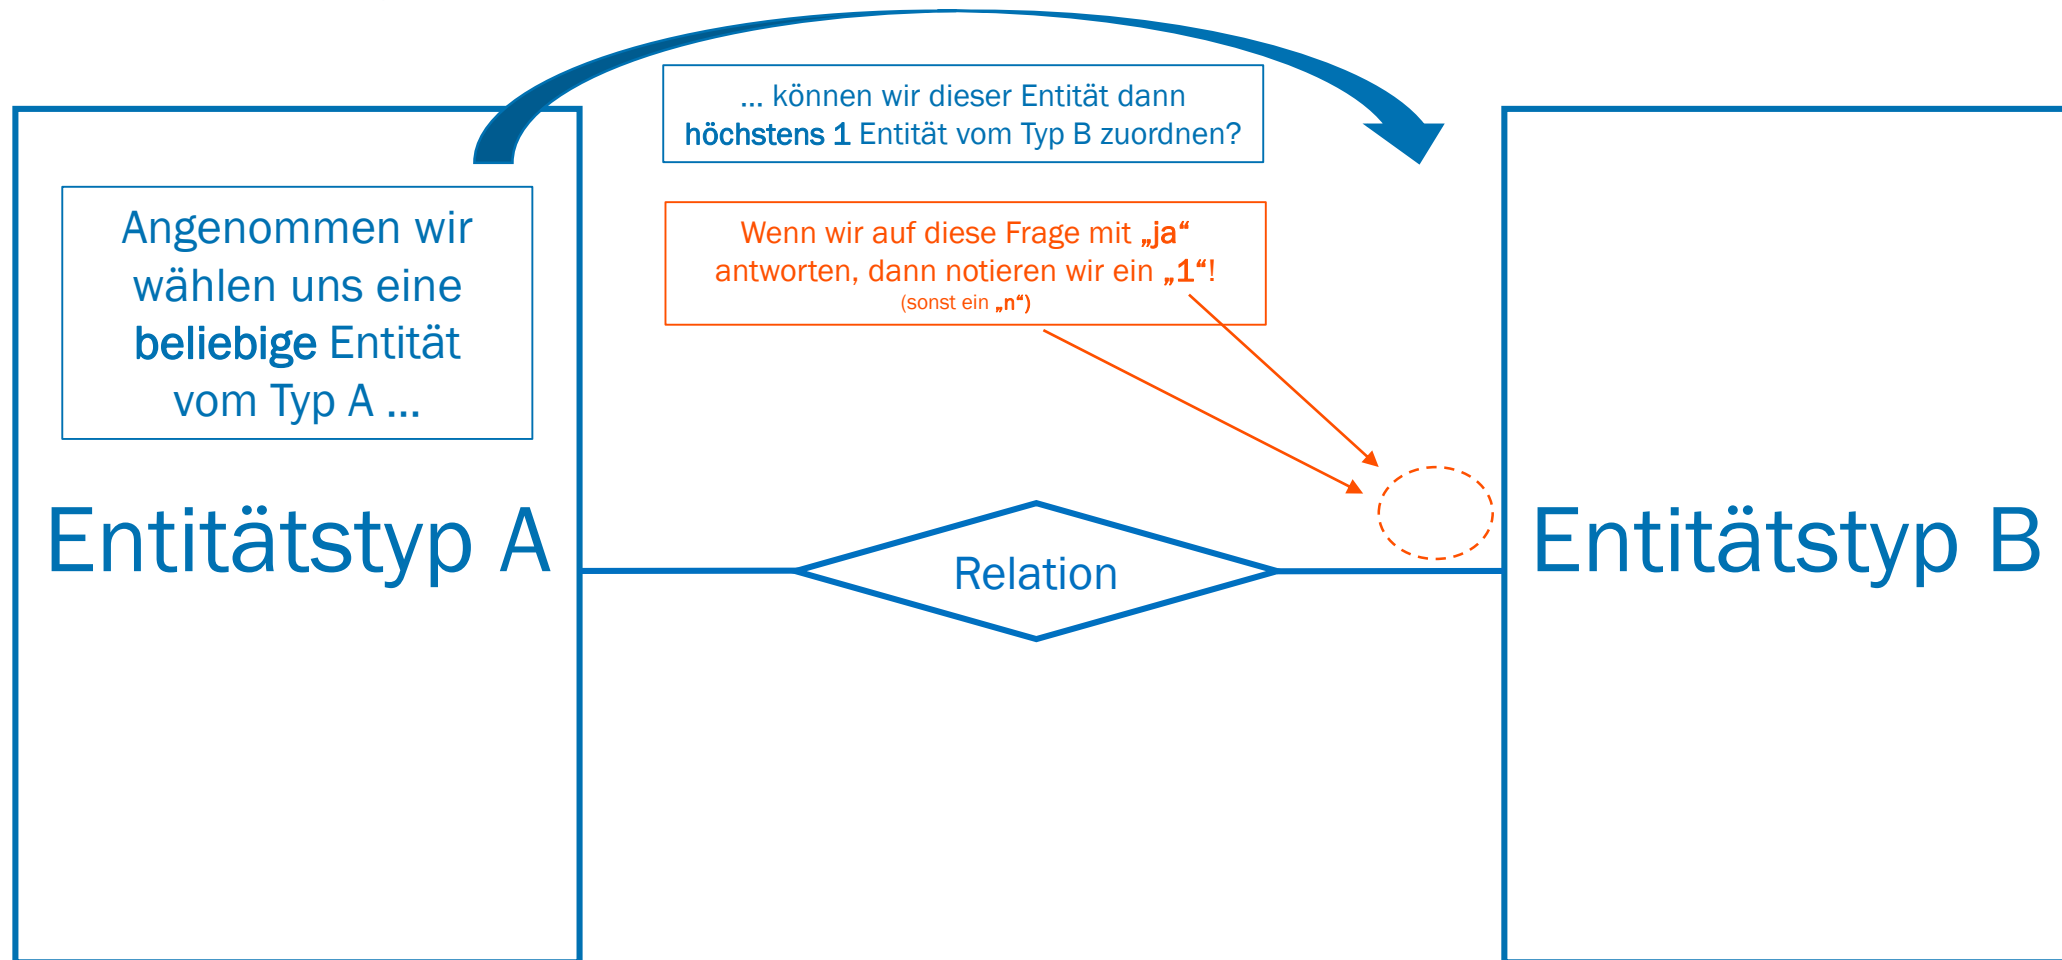 ... können wir dieser Entität dann
höchstens 1 Entität vom Typ B zuordnen?
Angenommen wir
wählen uns eine
beliebige Entität
vom Typ A ...
Wenn wir auf diese Frage mit „ja“
antworten, dann notieren wir ein „1“!
(sonst ein „n“)
Entitätstyp A
Relation
Entitätstyp B